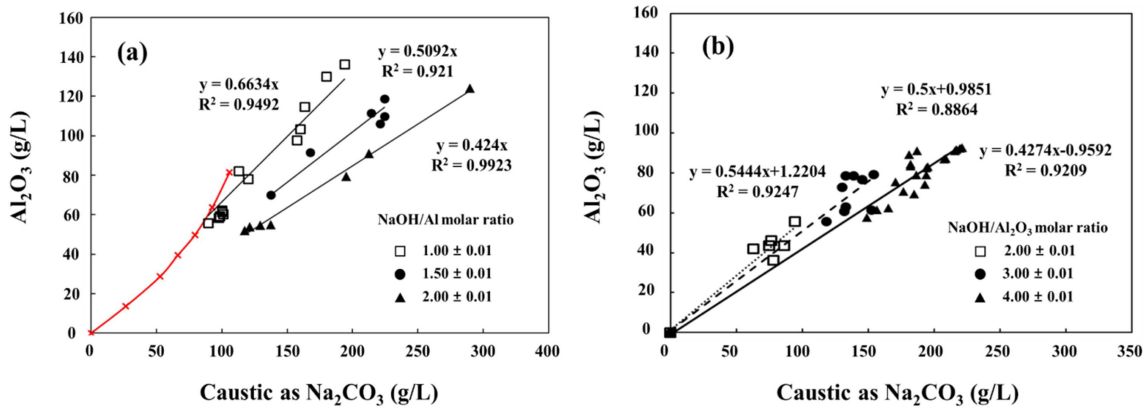 (a)
160
140
120
100
80
60
40
20
0
Al₂O₃ (g/L)
y = 0.6634x
R² = 0.9492
y = 0.5092x
R² = 0.921
y = 0.424x
R² = 0.9923
NaOH/Al molar ratio
1.00 ± 0.01
1.50 ± 0.01
2.00 ± 0.01
0 50 100 150 200 250 300 400
Caustic as Na₂CO₃ (g/L)
(b)
160
140
120
100
80
60
40
20
0
Al₂O₃ (g/L)
y = 0.5x+0.9851
R² = 0.8864
y = 0.5444x+1.2204
R² = 0.9247
y = 0.4274x-0.9592
R² = 0.9209
NaOH/Al₂O₃ molar ratio
2.00 ± 0.01
3.00 ± 0.01
4.00 ± 0.01
0 50 100 150 200 250 300 350
Caustic as Na₂CO₃ (g/L)